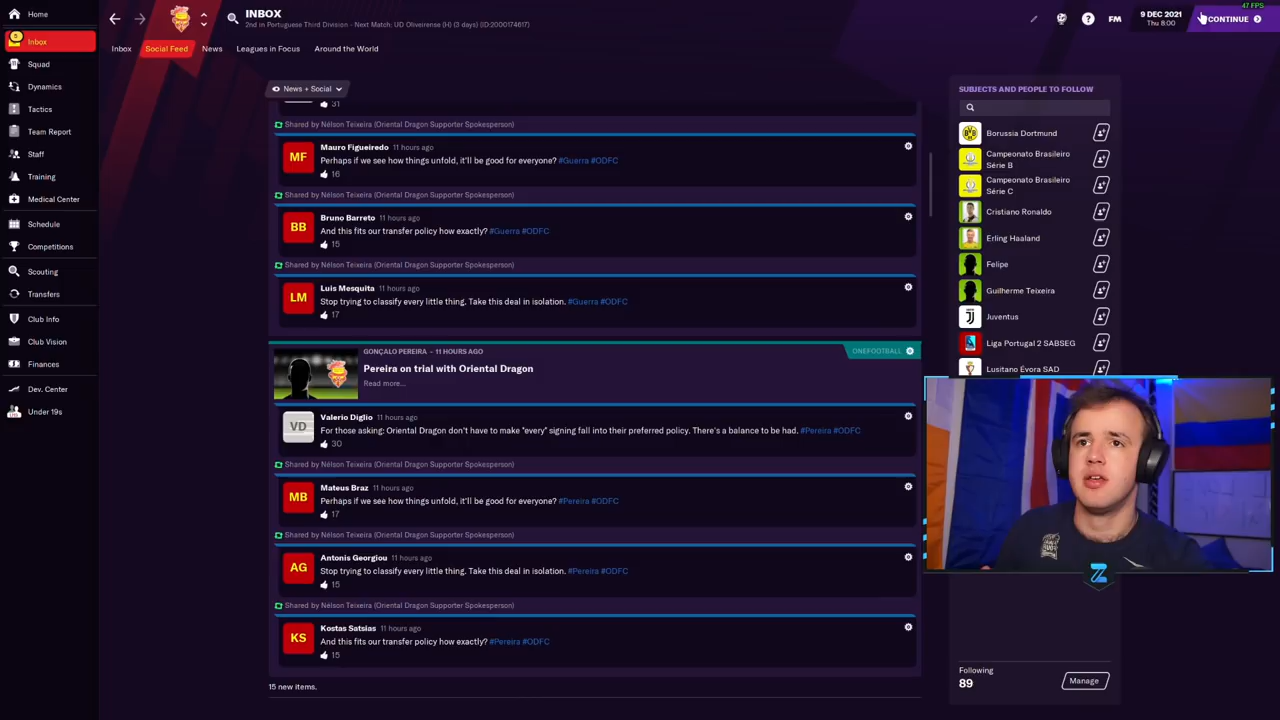 47 FPS
Home
INBOX
2nd in Portuguese Third Division - Next Match: UD Oliveirense (H) (3 days) (ID:2000174617)
FM
9 DEC 2021
Thu 8:00
CONTINUE
5
Inbox
Inbox
Social Feed
News
Leagues in Focus
Around the World
Squad
Dynamics
Tactics
Team Report
Staff
Training
Medical Center
Schedule
Competitions
Scouting
Transfers
Club Info
Club Vision
Finances
Dev. Center
Under 19s
News + Social
31
Shared by Nélson Teixeira (Oriental Dragon Supporter Spokesperson)
MF
Mauro Figueiredo 11 hours ago
Perhaps if we see how things unfold, it'll be good for everyone? #Guerra #ODFC
16
Shared by Nélson Teixeira (Oriental Dragon Supporter Spokesperson)
BB
Bruno Barreto 11 hours ago
And this fits our transfer policy how exactly? #Guerra #ODFC
15
Shared by Nélson Teixeira (Oriental Dragon Supporter Spokesperson)
LM
Luis Mesquita 11 hours ago
Stop trying to classify every little thing. Take this deal in isolation. #Guerra #ODFC
17
GONÇALO PEREIRA - 11 HOURS AGO
ONEFOOTBALL
Pereira on trial with Oriental Dragon
Read more...
VD
Valerio Diglio 11 hours ago
For those asking: Oriental Dragon don't have to make *every* signing fall into their preferred policy. There's a balance to be had. #Pereira #ODFC
30
Shared by Nélson Teixeira (Oriental Dragon Supporter Spokesperson)
MB
Mateus Braz 11 hours ago
Perhaps if we see how things unfold, it'll be good for everyone? #Pereira #ODFC
17
Shared by Nélson Teixeira (Oriental Dragon Supporter Spokesperson)
AG
Antonis Georgiou 11 hours ago
Stop trying to classify every little thing. Take this deal in isolation. #Pereira #ODFC
15
Shared by Nélson Teixeira (Oriental Dragon Supporter Spokesperson)
KS
Kostas Satsias 11 hours ago
And this fits our transfer policy how exactly? #Pereira #ODFC
15
15 new items.
SUBJECTS AND PEOPLE TO FOLLOW
Borussia Dortmund
Campeonato Brasileiro
Série B
Campeonato Brasileiro
Série C
Cristiano Ronaldo
Erling Haaland
Felipe
Guilherme Teixeira
Juventus
Liga Portugal 2 SABSEG
Lusitano Évora SAD
Following
89
Manage